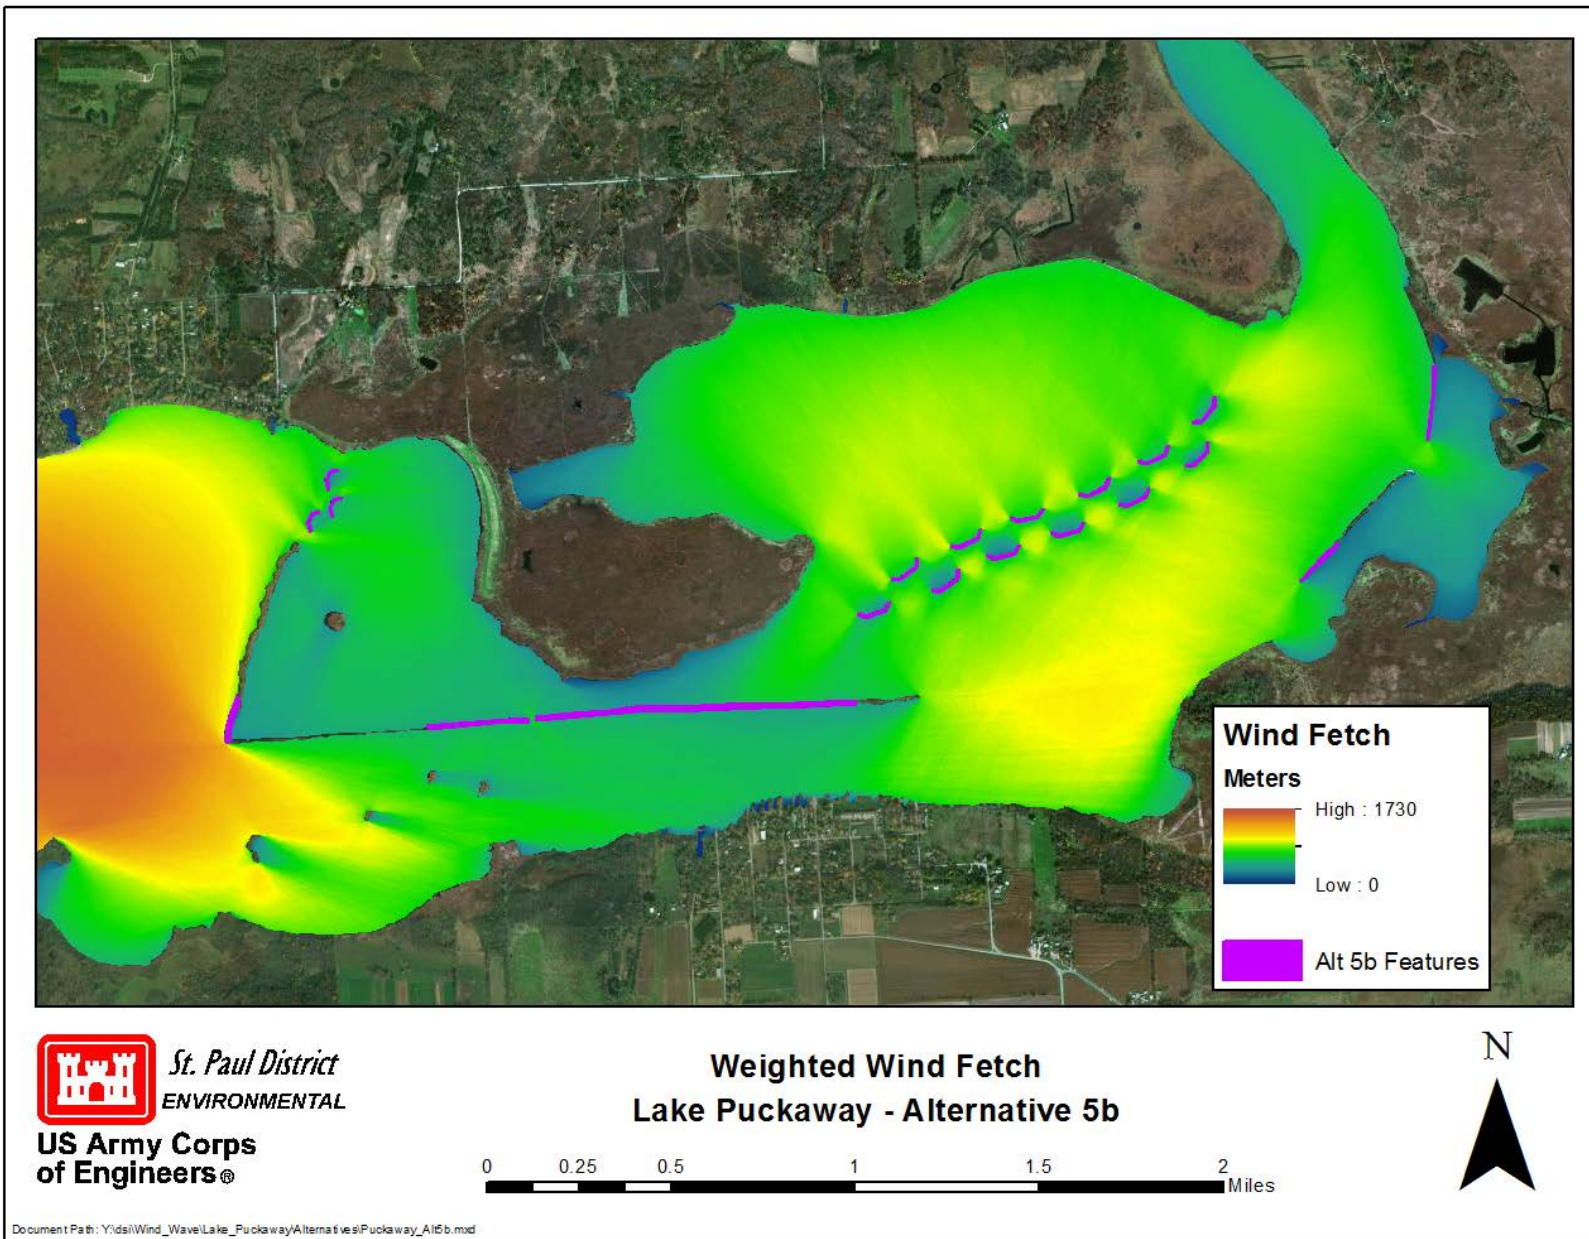 Wind Fetch
Meters
High : 1730
Low : 0
Alt 5b Features
St. Paul District
ENVIRONMENTAL
US Army Corps
of Engineers®
Weighted Wind Fetch
Lake Puckaway - Alternative 5b
0 0.25 0.5 1 1.5 2
Miles
N
Document Path: Y:\dsi\Wind_Wave\Lake_Puckaway\Alternatives\Puckaway_Alt5b.mxd